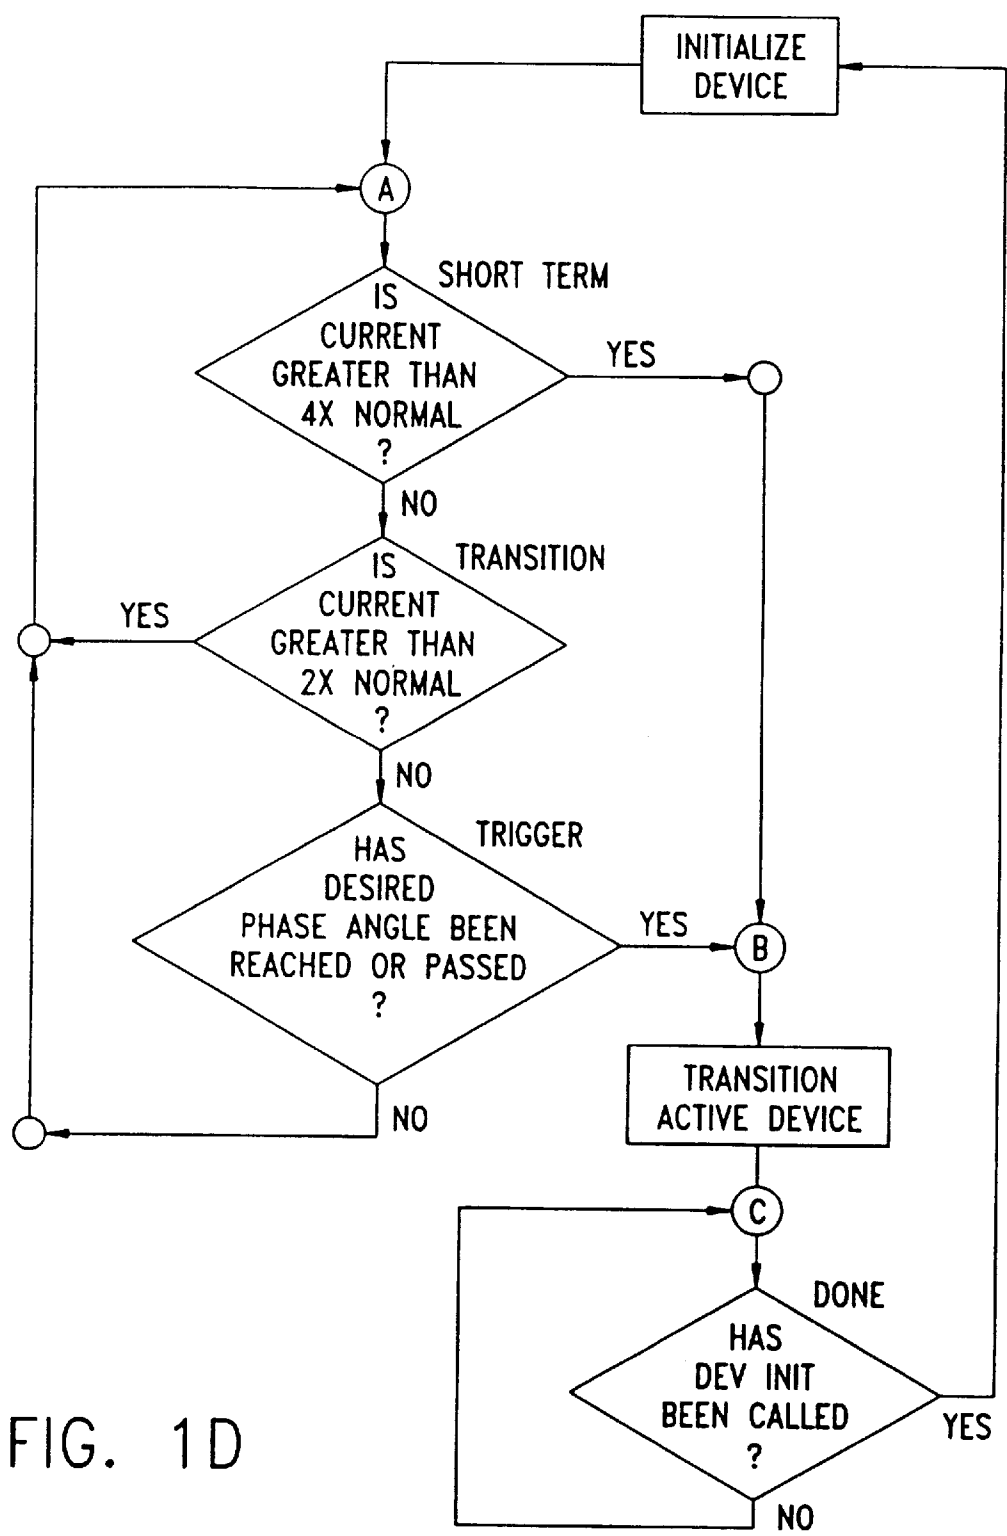 INITIALIZE
DEVICE
A
SHORT TERM
IS
CURRENT
GREATER THAN
4X NORMAL
?
YES
NO
TRANSITION
IS
CURRENT
GREATER THAN
2X NORMAL
?
YES
NO
TRIGGER
HAS
DESIRED
PHASE ANGLE BEEN
REACHED OR PASSED
?
YES
B
NO
TRANSITION
ACTIVE DEVICE
C
DONE
HAS
DEV INIT
BEEN CALLED
?
YES
NO
FIG. 1D